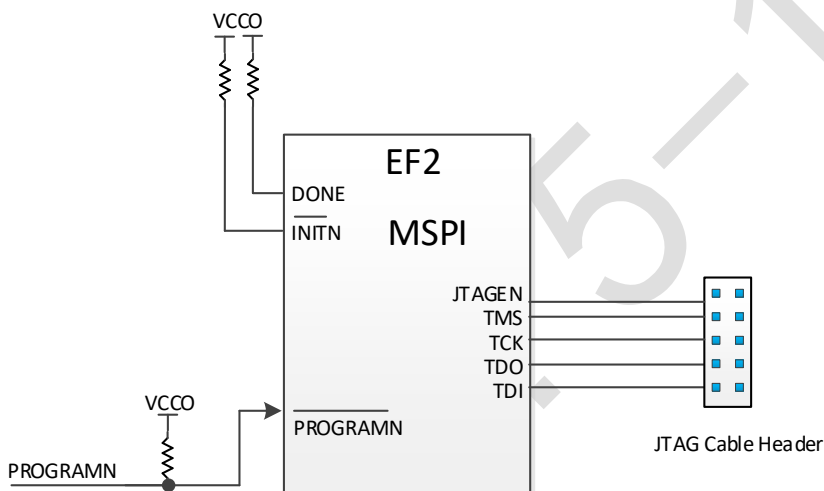 VCCO
EF2
DONE
INITN
MSPI
JTAGEN
TMS
TCK
TDO
TDI
VCCO
PROGRAMN
PROGRAMN
JTAG Cable Header